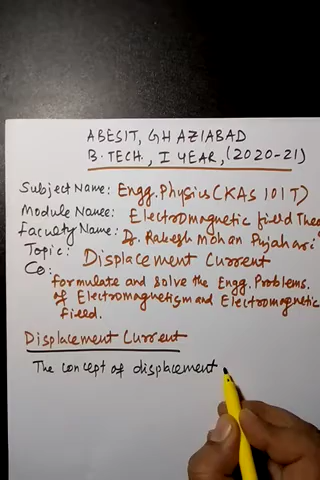 ABESIT, GHAZIABAD
B.TECH., I YEAR, (2020-21)
Subject Name: Engg. Physics (KAS 101T)
Module Name: Electromagnetic field Theo
Faculty Name: Dr. Rakesh Mohan Pujahari
Topic: Displacement Current
CO: formulate and solve the Engg. Problems
of Electromagnetism and Electromagnetic
field.
Displacement Current
The concept of displacement